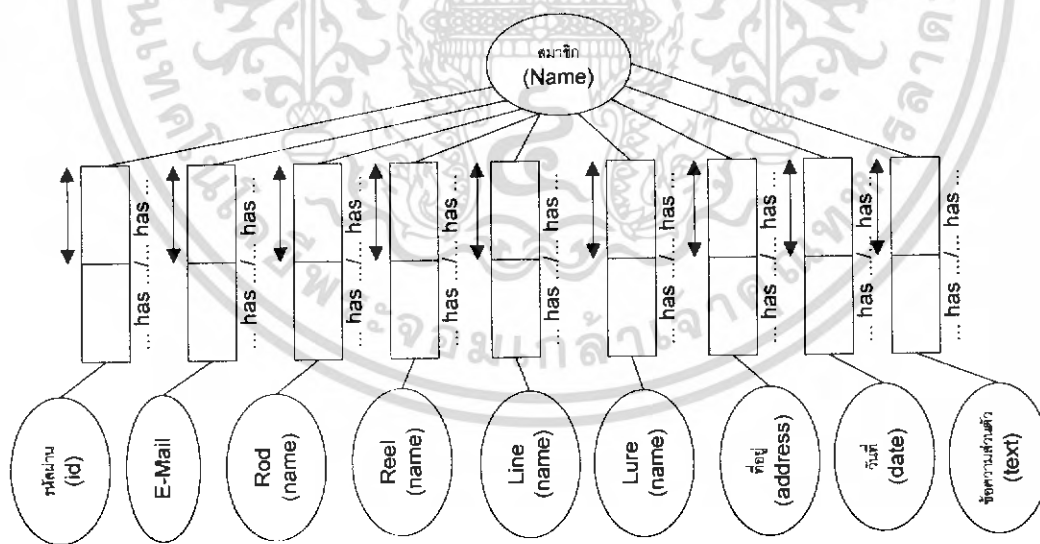 สมาชิก
(Name)
... has .../... has ...
... has .../... has ...
... has .../... has ...
... has .../... has ...
... has .../... has ...
... has .../... has ...
... has .../... has ...
... has .../... has ...
... has .../... has ...
รหัสผ่าน
(id)
E-Mail
Rod
(name)
Reel
(name)
Line
(name)
Lure
(name)
ที่อยู่
(address)
วันที่
(date)
ข้อความส่วนตัว
(text)